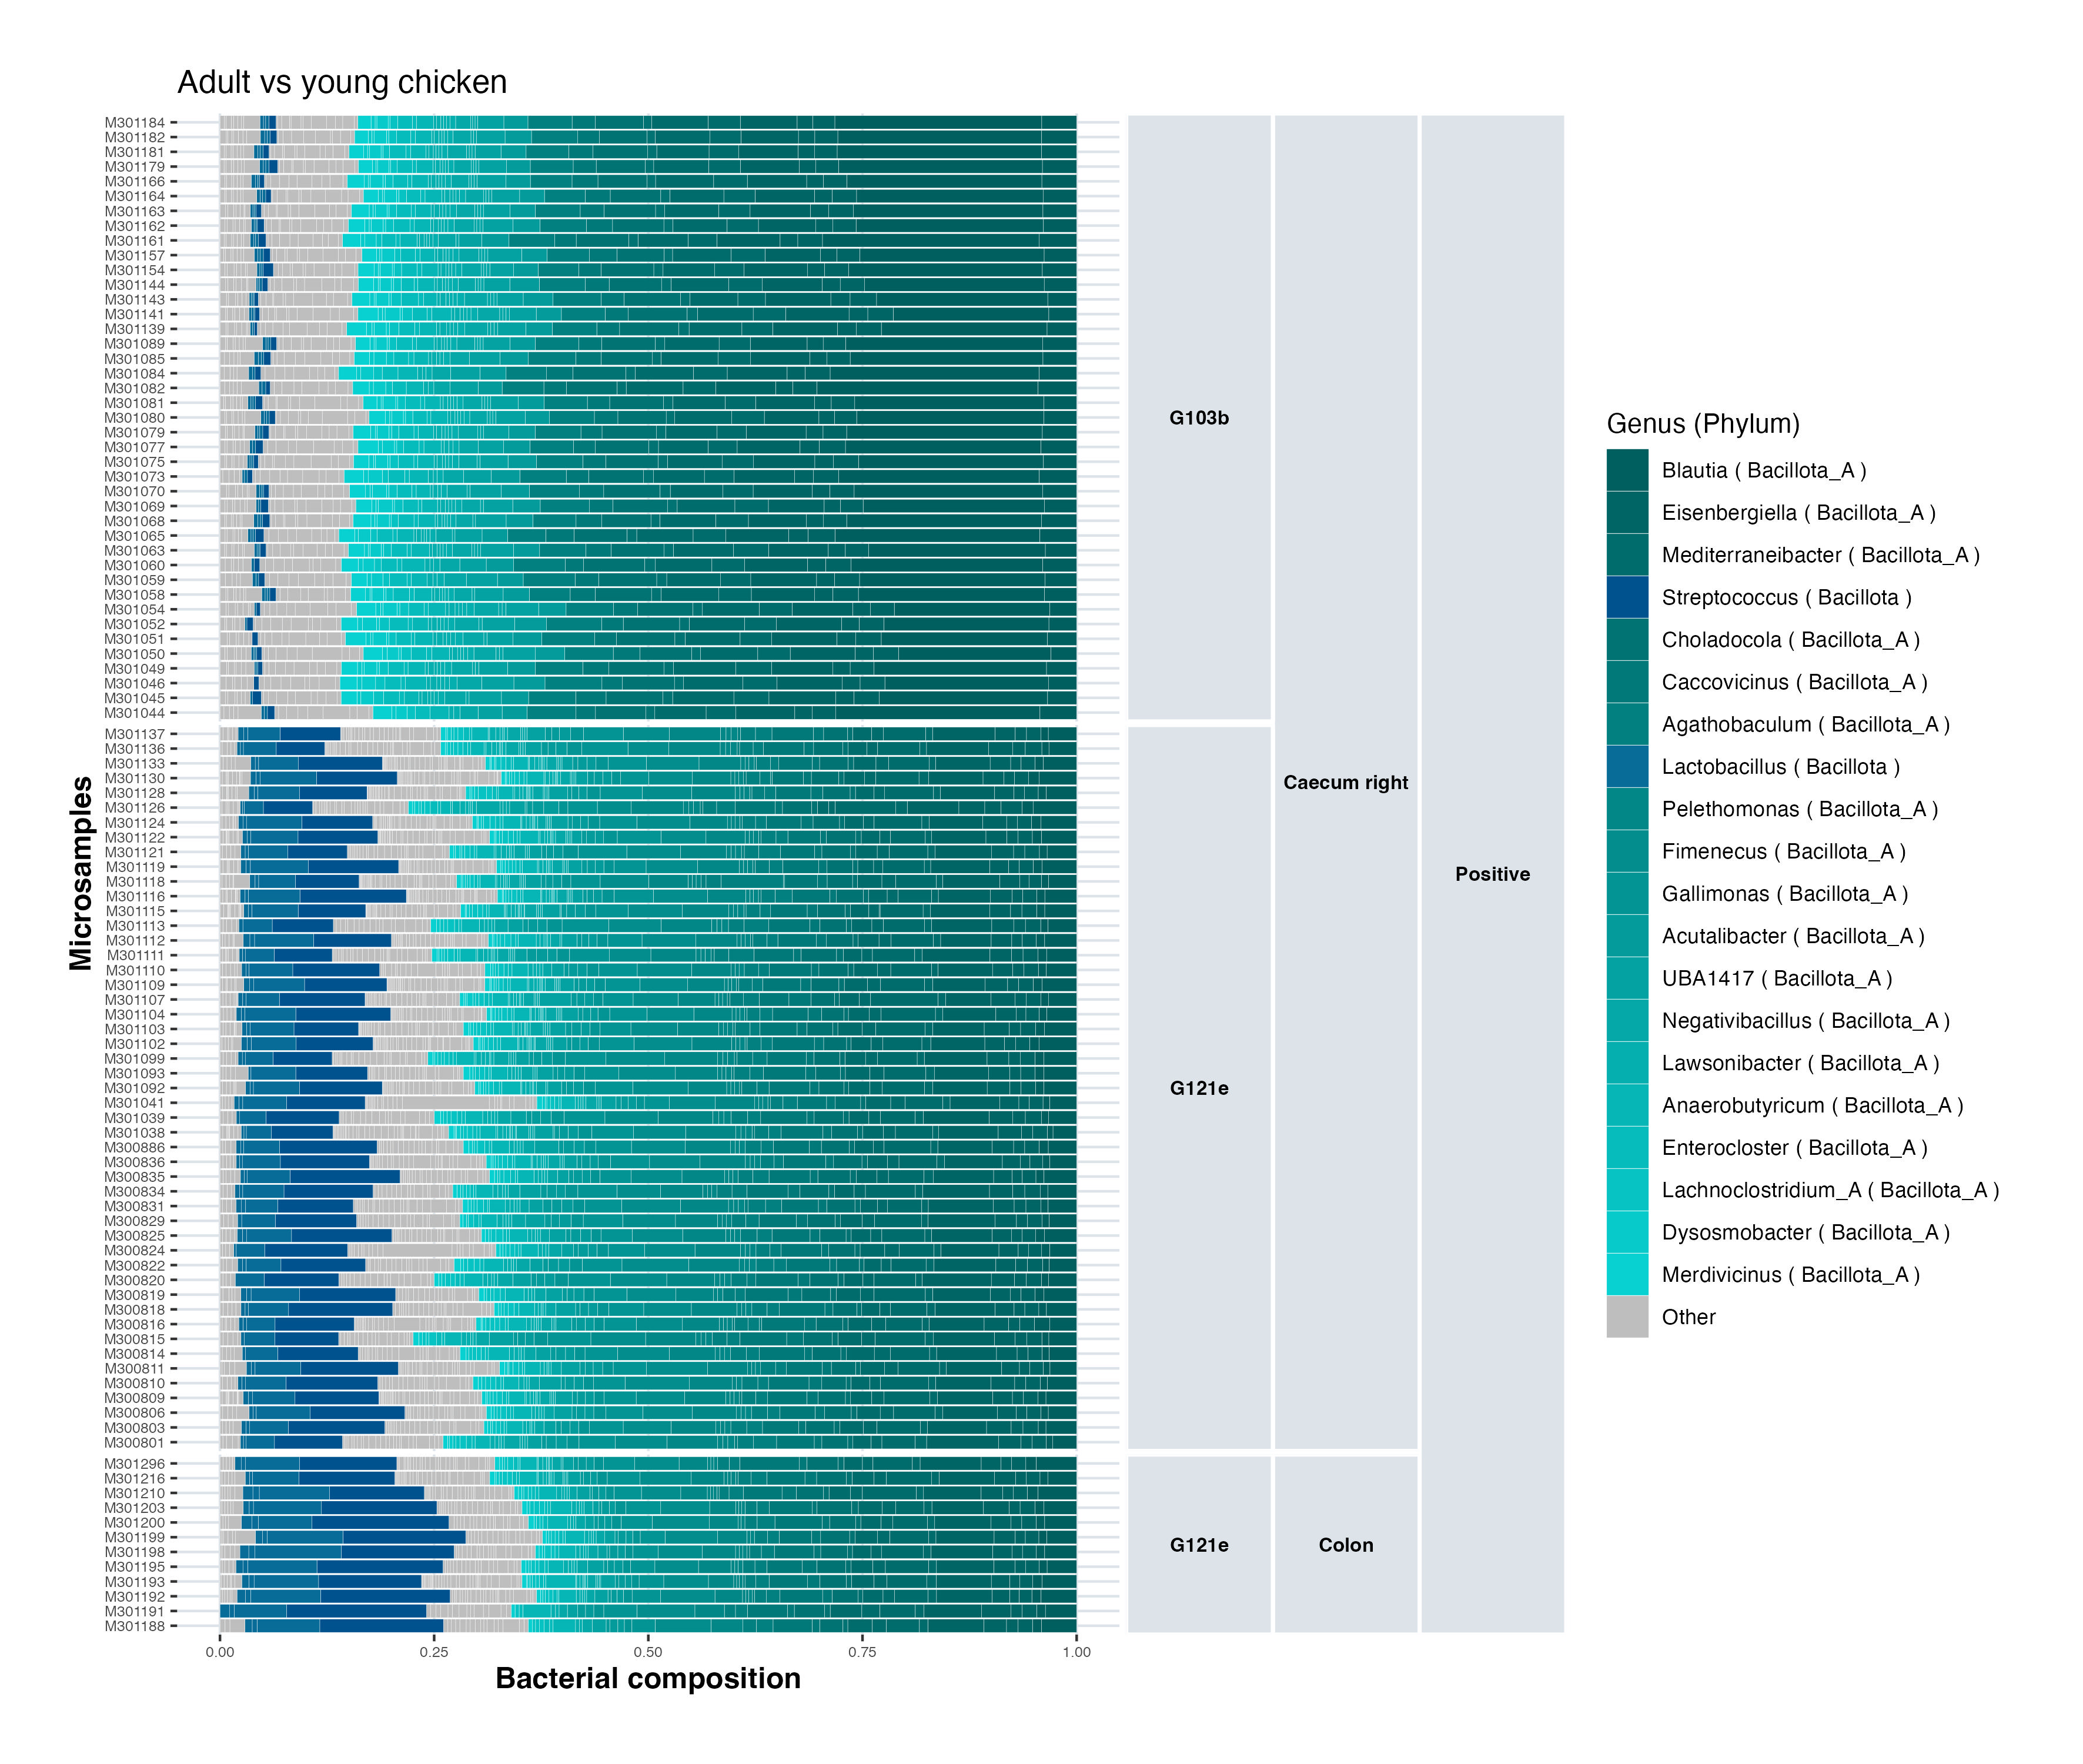 Adult vs young chicken
M301184
M301182
M301181
M301179
M301166
M301164
M301163
M301162
M301161
M301157
M301154
M301144
M301143
M301141
M301139
M301089
M301085
M301084
M301082
M301081
M301080
M301079
M301077
M301075
M301073
M301070
M301069
M301068
M301065
M301063
M301060
M301059
M301058
M301054
M301052
M301051
M301050
M301049
M301046
M301045
M301044
M301137
M301136
M301133
M301130
M301128
M301126
M301124
M301122
M301121
M301119
M301118
M301116
M301115
M301113
M301112
M301111
M301110
M301109
M301107
M301104
M301103
M301102
M301099
M301093
M301092
M301041
M301039
M301038
M300886
M300836
M300835
M300834
M300831
M300829
M300825
M300824
M300822
M300820
M300819
M300818
M300816
M300815
M300814
M300811
M300810
M300809
M300806
M300803
M300801
M301296
M301216
M301210
M301203
M301200
M301199
M301198
M301195
M301193
M301192
M301191
M301188
Microsamples
0.00
0.25
0.50
0.75
1.00
Bacterial composition
G103b
G121e
G121e
Caecum right
Colon
Positive
Genus (Phylum)
Blautia ( Bacillota_A )
Eisenbergiella ( Bacillota_A )
Mediterraneibacter ( Bacillota_A )
Streptococcus ( Bacillota )
Choladocola ( Bacillota_A )
Caccovicinus ( Bacillota_A )
Agathobaculum ( Bacillota_A )
Lactobacillus ( Bacillota )
Pelethomonas ( Bacillota_A )
Fimenecus ( Bacillota_A )
Gallimonas ( Bacillota_A )
Acutalibacter ( Bacillota_A )
UBA1417 ( Bacillota_A )
Negativibacillus ( Bacillota_A )
Lawsonibacter ( Bacillota_A )
Anaerobutyricum ( Bacillota_A )
Enterocloster ( Bacillota_A )
Lachnoclostridium_A ( Bacillota_A )
Dysosmobacter ( Bacillota_A )
Merdivicinus ( Bacillota_A )
Other